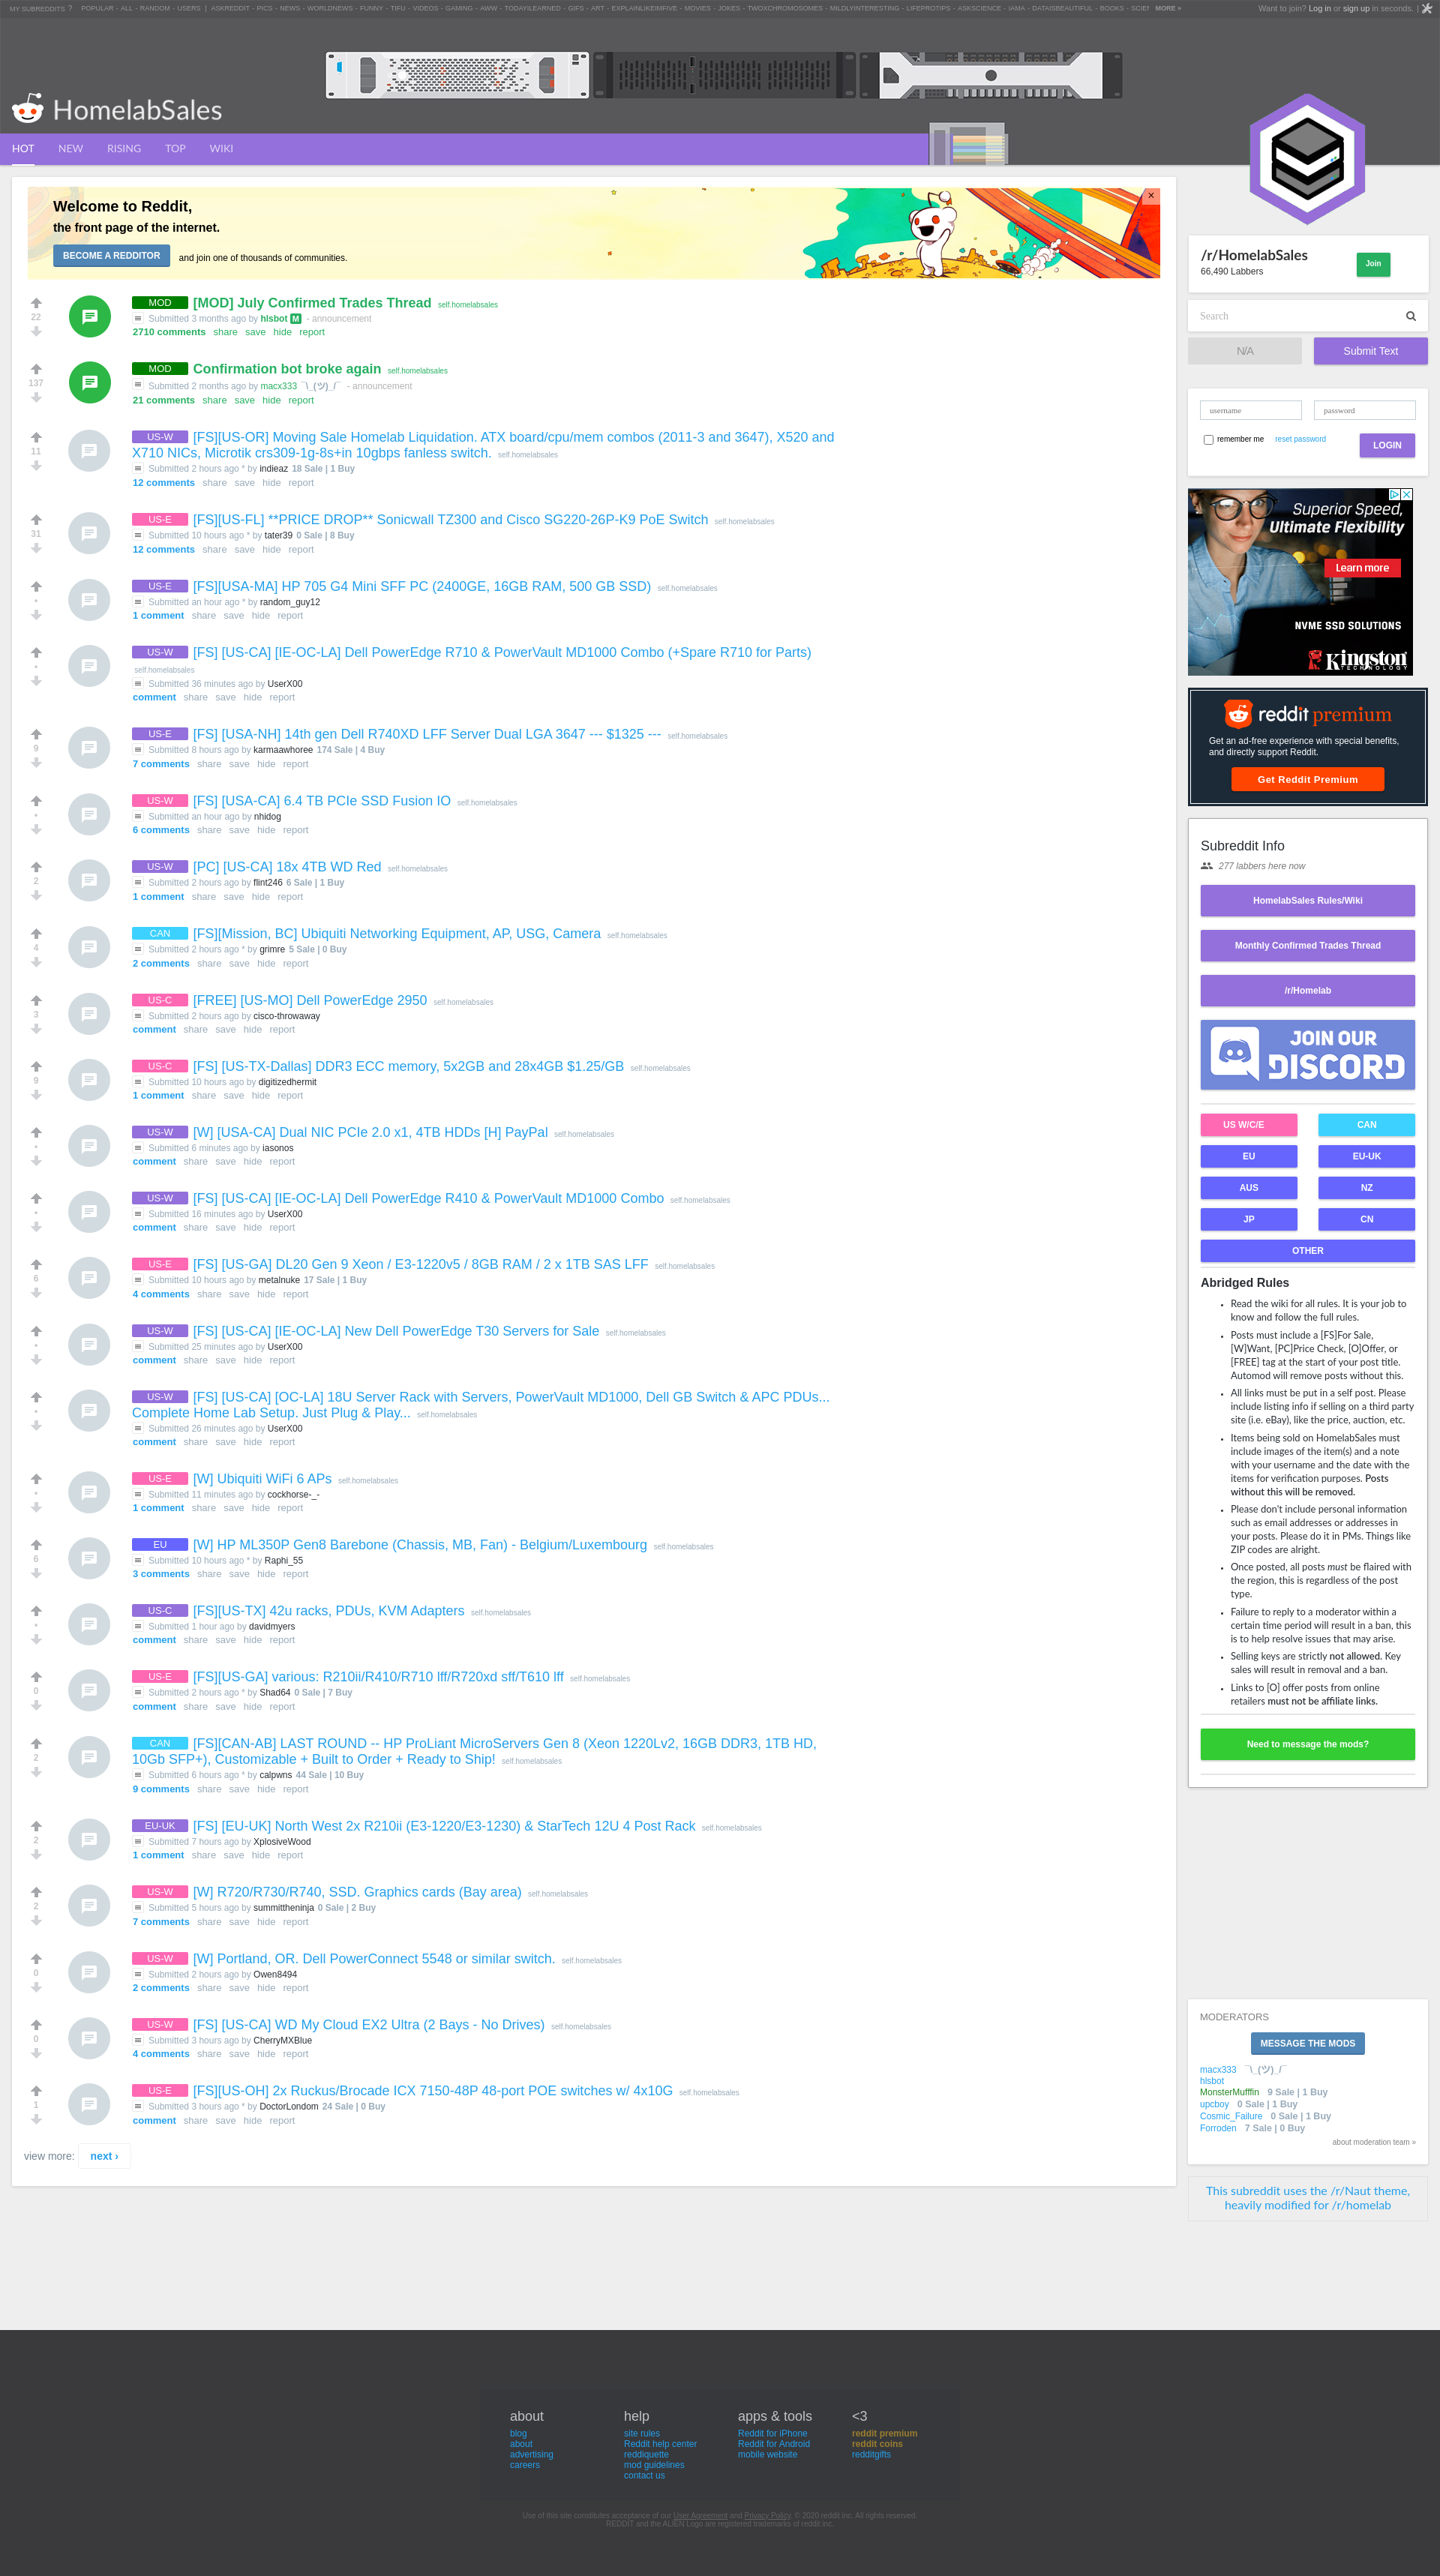 MY SUBREDDITS ? POPULAR - ALL - RANDOM - USERS | ASKREDDIT - PICS - NEWS - WORLDNEWS - FUNNY - TIFU - VIDEOS - GAMING - AWW - TODAYILEARNED - GIFS - ART - EXPLAINLIKEIMFIVE - MOVIES - JOKES - TWOXCHROMOSOMES - MILDLYINTERESTING - LIFEPROTIPS - ASKSCIENCE - IAMA - DATAISBEAUTIFUL - BOOKS - MORE »
Want to join? Log in or sign up in seconds. |
HomelabSales
HOT NEW RISING TOP WIKI
Welcome to Reddit,
the front page of the internet.
BECOME A REDDITOR and join one of thousands of communities.
×
22
MOD [MOD] July Confirmed Trades Thread self.homelabsales
Submitted 3 months ago by hlsbot M - announcement
2710 comments share save hide report
137
MOD Confirmation bot broke again self.homelabsales
Submitted 2 months ago by macx333 ¯\_(ツ)_/¯ - announcement
21 comments share save hide report
11
US-W [FS][US-OR] Moving Sale Homelab Liquidation. ATX board/cpu/mem combos (2011-3 and 3647), X520 and
X710 NICs, Microtik crs309-1g-8s+in 10gbps fanless switch. self.homelabsales
Submitted 2 hours ago * by indieaz 18 Sale | 1 Buy
12 comments share save hide report
31
US-E [FS][US-FL] **PRICE DROP** Sonicwall TZ300 and Cisco SG220-26P-K9 PoE Switch self.homelabsales
Submitted 10 hours ago * by tater39 0 Sale | 8 Buy
12 comments share save hide report
•
US-E [FS][USA-MA] HP 705 G4 Mini SFF PC (2400GE, 16GB RAM, 500 GB SSD) self.homelabsales
Submitted an hour ago * by random_guy12
1 comment share save hide report
•
US-W [FS] [US-CA] [IE-OC-LA] Dell PowerEdge R710 & PowerVault MD1000 Combo (+Spare R710 for Parts)
self.homelabsales
Submitted 36 minutes ago by UserX00
comment share save hide report
9
US-E [FS] [USA-NH] 14th gen Dell R740XD LFF Server Dual LGA 3647 --- $1325 --- self.homelabsales
Submitted 8 hours ago by karmaawhoree 174 Sale | 4 Buy
7 comments share save hide report
•
US-W [FS] [USA-CA] 6.4 TB PCIe SSD Fusion IO self.homelabsales
Submitted an hour ago by nhidog
6 comments share save hide report
2
US-W [PC] [US-CA] 18x 4TB WD Red self.homelabsales
Submitted 2 hours ago by flint246 6 Sale | 1 Buy
1 comment share save hide report
4
CAN [FS][Mission, BC] Ubiquiti Networking Equipment, AP, USG, Camera self.homelabsales
Submitted 2 hours ago * by grimre 5 Sale | 0 Buy
2 comments share save hide report
3
US-C [FREE] [US-MO] Dell PowerEdge 2950 self.homelabsales
Submitted 2 hours ago by cisco-throwaway
comment share save hide report
9
US-C [FS] [US-TX-Dallas] DDR3 ECC memory, 5x2GB and 28x4GB $1.25/GB self.homelabsales
Submitted 10 hours ago by digitizedhermit
1 comment share save hide report
•
US-W [W] [USA-CA] Dual NIC PCIe 2.0 x1, 4TB HDDs [H] PayPal self.homelabsales
Submitted 6 minutes ago by iasonos
comment share save hide report
•
US-W [FS] [US-CA] [IE-OC-LA] Dell PowerEdge R410 & PowerVault MD1000 Combo self.homelabsales
Submitted 16 minutes ago by UserX00
comment share save hide report
6
US-E [FS] [US-GA] DL20 Gen 9 Xeon / E3-1220v5 / 8GB RAM / 2 x 1TB SAS LFF self.homelabsales
Submitted 10 hours ago by metalnuke 17 Sale | 1 Buy
4 comments share save hide report
•
US-W [FS] [US-CA] [IE-OC-LA] New Dell PowerEdge T30 Servers for Sale self.homelabsales
Submitted 25 minutes ago by UserX00
comment share save hide report
•
US-W [FS] [US-CA] [OC-LA] 18U Server Rack with Servers, PowerVault MD1000, Dell GB Switch & APC PDUs...
Complete Home Lab Setup. Just Plug & Play... self.homelabsales
Submitted 26 minutes ago by UserX00
comment share save hide report
•
US-E [W] Ubiquiti WiFi 6 APs self.homelabsales
Submitted 11 minutes ago by cockhorse-_-
1 comment share save hide report
6
EU [W] HP ML350P Gen8 Barebone (Chassis, MB, Fan) - Belgium/Luxembourg self.homelabsales
Submitted 10 hours ago * by Raphi_55
3 comments share save hide report
•
US-C [FS][US-TX] 42u racks, PDUs, KVM Adapters self.homelabsales
Submitted 1 hour ago by davidmyers
comment share save hide report
0
US-E [FS][US-GA] various: R210ii/R410/R710 lff/R720xd sff/T610 lff self.homelabsales
Submitted 2 hours ago * by Shad64 0 Sale | 7 Buy
comment share save hide report
2
CAN [FS][CAN-AB] LAST ROUND -- HP ProLiant MicroServers Gen 8 (Xeon 1220Lv2, 16GB DDR3, 1TB HD,
10Gb SFP+), Customizable + Built to Order + Ready to Ship! self.homelabsales
Submitted 6 hours ago * by calpwns 44 Sale | 10 Buy
9 comments share save hide report
2
EU-UK [FS] [EU-UK] North West 2x R210ii (E3-1220/E3-1230) & StarTech 12U 4 Post Rack self.homelabsales
Submitted 7 hours ago by XplosiveWood
1 comment share save hide report
2
US-W [W] R720/R730/R740, SSD. Graphics cards (Bay area) self.homelabsales
Submitted 5 hours ago by summittheninja 0 Sale | 2 Buy
7 comments share save hide report
0
US-W [W] Portland, OR. Dell PowerConnect 5548 or similar switch. self.homelabsales
Submitted 2 hours ago by Owen8494
2 comments share save hide report
0
US-W [FS] [US-CA] WD My Cloud EX2 Ultra (2 Bays - No Drives) self.homelabsales
Submitted 3 hours ago by CherryMXBlue
4 comments share save hide report
1
US-E [FS][US-OH] 2x Ruckus/Brocade ICX 7150-48P 48-port POE switches w/ 4x10G self.homelabsales
Submitted 3 hours ago * by DoctorLondom 24 Sale | 0 Buy
comment share save hide report
view more: next ›
/r/HomelabSales
66,490 Labbers
Join
Search
N/A Submit Text
username password
remember me reset password LOGIN
Superior Speed,
Ultimate Flexibility
Learn more
NVME SSD SOLUTIONS
Kingston
TECHNOLOGY
reddit premium
Get an ad-free experience with special benefits,
and directly support Reddit.
Get Reddit Premium
Subreddit Info
277 labbers here now
HomelabSales Rules/Wiki
Monthly Confirmed Trades Thread
/r/Homelab
JOIN OUR
DISCORD
US W/C/E CAN
EU EU-UK
AUS NZ
JP CN
OTHER
Abridged Rules
• Read the wiki for all rules. It is your job to
know and follow the full rules.
• Posts must include a [FS]For Sale,
[W]Want, [PC]Price Check, [O]Offer, or
[FREE] tag at the start of your post title.
Automod will remove posts without this.
• All links must be put in a self post. Please
include listing info if selling on a third party
site (i.e. eBay), like the price, auction, etc.
• Items being sold on HomelabSales must
include images of the item(s) and a note
with your username and the date with the
items for verification purposes. Posts
without this will be removed.
• Please don't include personal information
such as email addresses or addresses in
your posts. Please do it in PMs. Things like
ZIP codes are alright.
• Once posted, all posts must be flaired with
the region, this is regardless of the post
type.
• Failure to reply to a moderator within a
certain time period will result in a ban, this
is to help resolve issues that may arise.
• Selling keys are strictly not allowed. Key
sales will result in removal and a ban.
• Links to [O] offer posts from online
retailers must not be affiliate links.
Need to message the mods?
MODERATORS
MESSAGE THE MODS
macx333 ¯\_(ツ)_/¯
hlsbot
MonsterMufffin 9 Sale | 1 Buy
upcboy 0 Sale | 1 Buy
Cosmic_Failure 0 Sale | 1 Buy
Forroden 7 Sale | 0 Buy
about moderation team »
This subreddit uses the /r/Naut theme,
heavily modified for /r/homelab
about
blog
about
advertising
careers
help
site rules
Reddit help center
reddiquette
mod guidelines
contact us
apps & tools
Reddit for iPhone
Reddit for Android
mobile website
<3
reddit premium
reddit coins
redditgifts
Use of this site constitutes acceptance of our User Agreement and Privacy Policy. © 2020 reddit inc. All rights reserved.
REDDIT and the ALIEN Logo are registered trademarks of reddit inc.